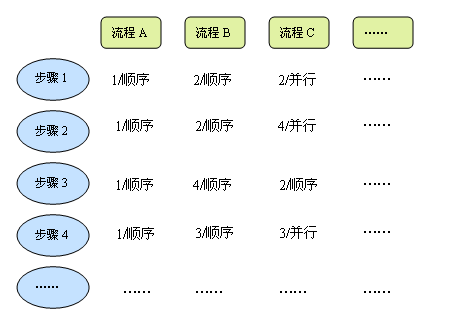 流程 A 流程 B 流程 C ……
步骤 1 1/顺序 2/顺序 2/并行 ……
步骤 2 1/顺序 2/顺序 4/并行 ……
步骤 3 1/顺序 4/顺序 2/顺序 ……
步骤 4 1/顺序 3/顺序 3/并行 ……
…… …… …… …… ……